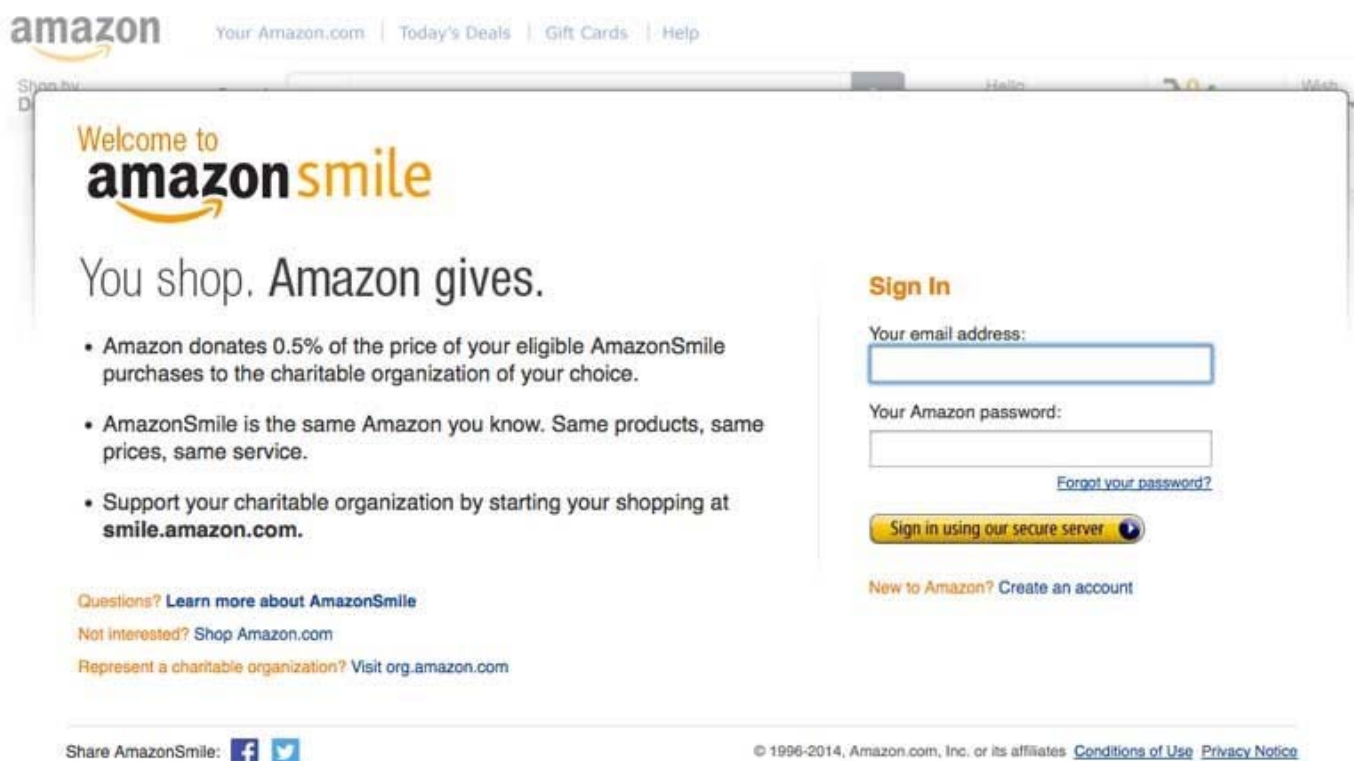 amazon
Your Amazon.com | Today's Deals | Gift Cards | Help
Shop by
Hello
Wish
Welcome to
amazonsmile
You shop. Amazon gives.
• Amazon donates 0.5% of the price of your eligible AmazonSmile
purchases to the charitable organization of your choice.
• AmazonSmile is the same Amazon you know. Same products, same
prices, same service.
• Support your charitable organization by starting your shopping at
smile.amazon.com.
Questions? Learn more about AmazonSmile
Not interested? Shop Amazon.com
Represent a charitable organization? Visit org.amazon.com
Sign In
Your email address:
Your Amazon password:
Forgot your password?
Sign in using our secure server
New to Amazon? Create an account
Share AmazonSmile:
© 1996-2014, Amazon.com, Inc. or its affiliates Conditions of Use Privacy Notice